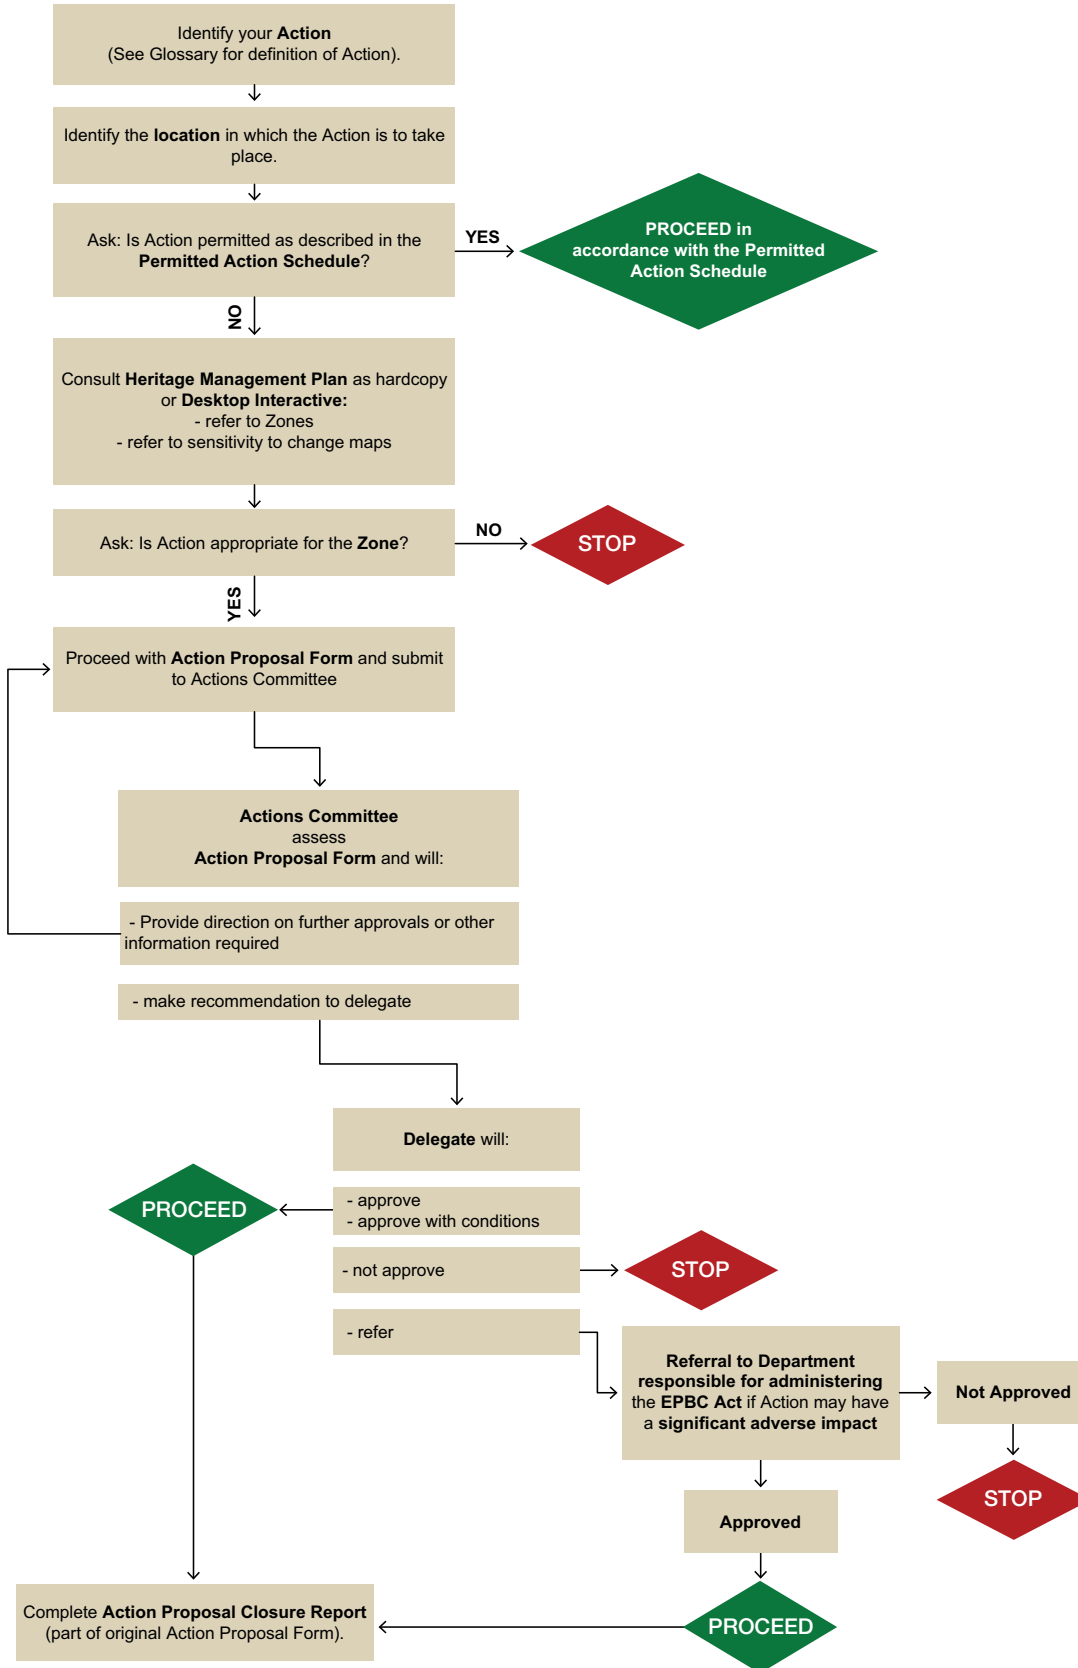 Identify your Action
(See Glossary for definition of Action).
Identify the location in which the Action is to take
place.
Ask: Is Action permitted as described in the
Permitted Action Schedule?
YES
PROCEED in
accordance with the Permitted
Action Schedule
NO
Consult Heritage Management Plan as hardcopy
or Desktop Interactive:
- refer to Zones
- refer to sensitivity to change maps
Ask: Is Action appropriate for the Zone?
NO
STOP
YES
Proceed with Action Proposal Form and submit
to Actions Committee
Actions Committee
assess
Action Proposal Form and will:
- Provide direction on further approvals or other
information required
- make recommendation to delegate
Delegate will:
PROCEED
- approve
- approve with conditions
- not approve
STOP
- refer
Referral to Department
responsible for administering
the EPBC Act if Action may have
a significant adverse impact
Not Approved
STOP
Approved
PROCEED
Complete Action Proposal Closure Report
(part of original Action Proposal Form).